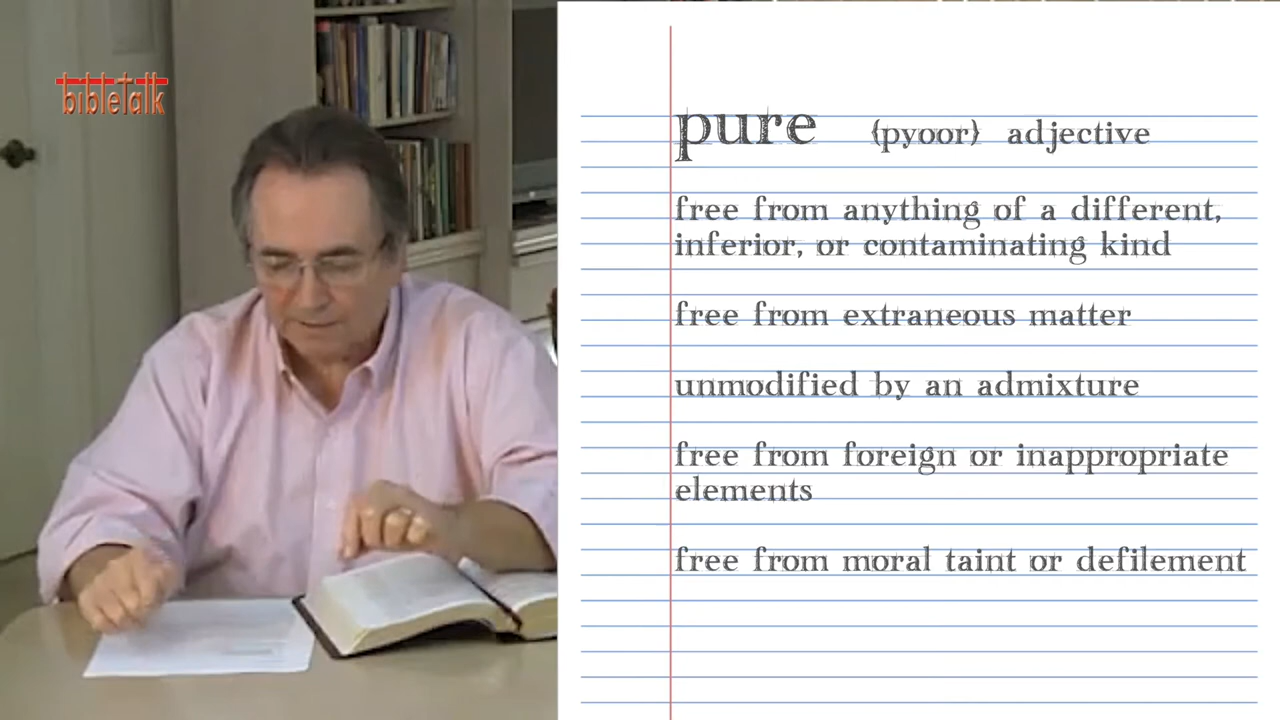 bibletalk
pure {pyoor} adjective
free from anything of a different,
inferior, or contaminating kind
free from extraneous matter
unmodified by an admixture
free from foreign or inappropriate
elements
free from moral taint or defilement